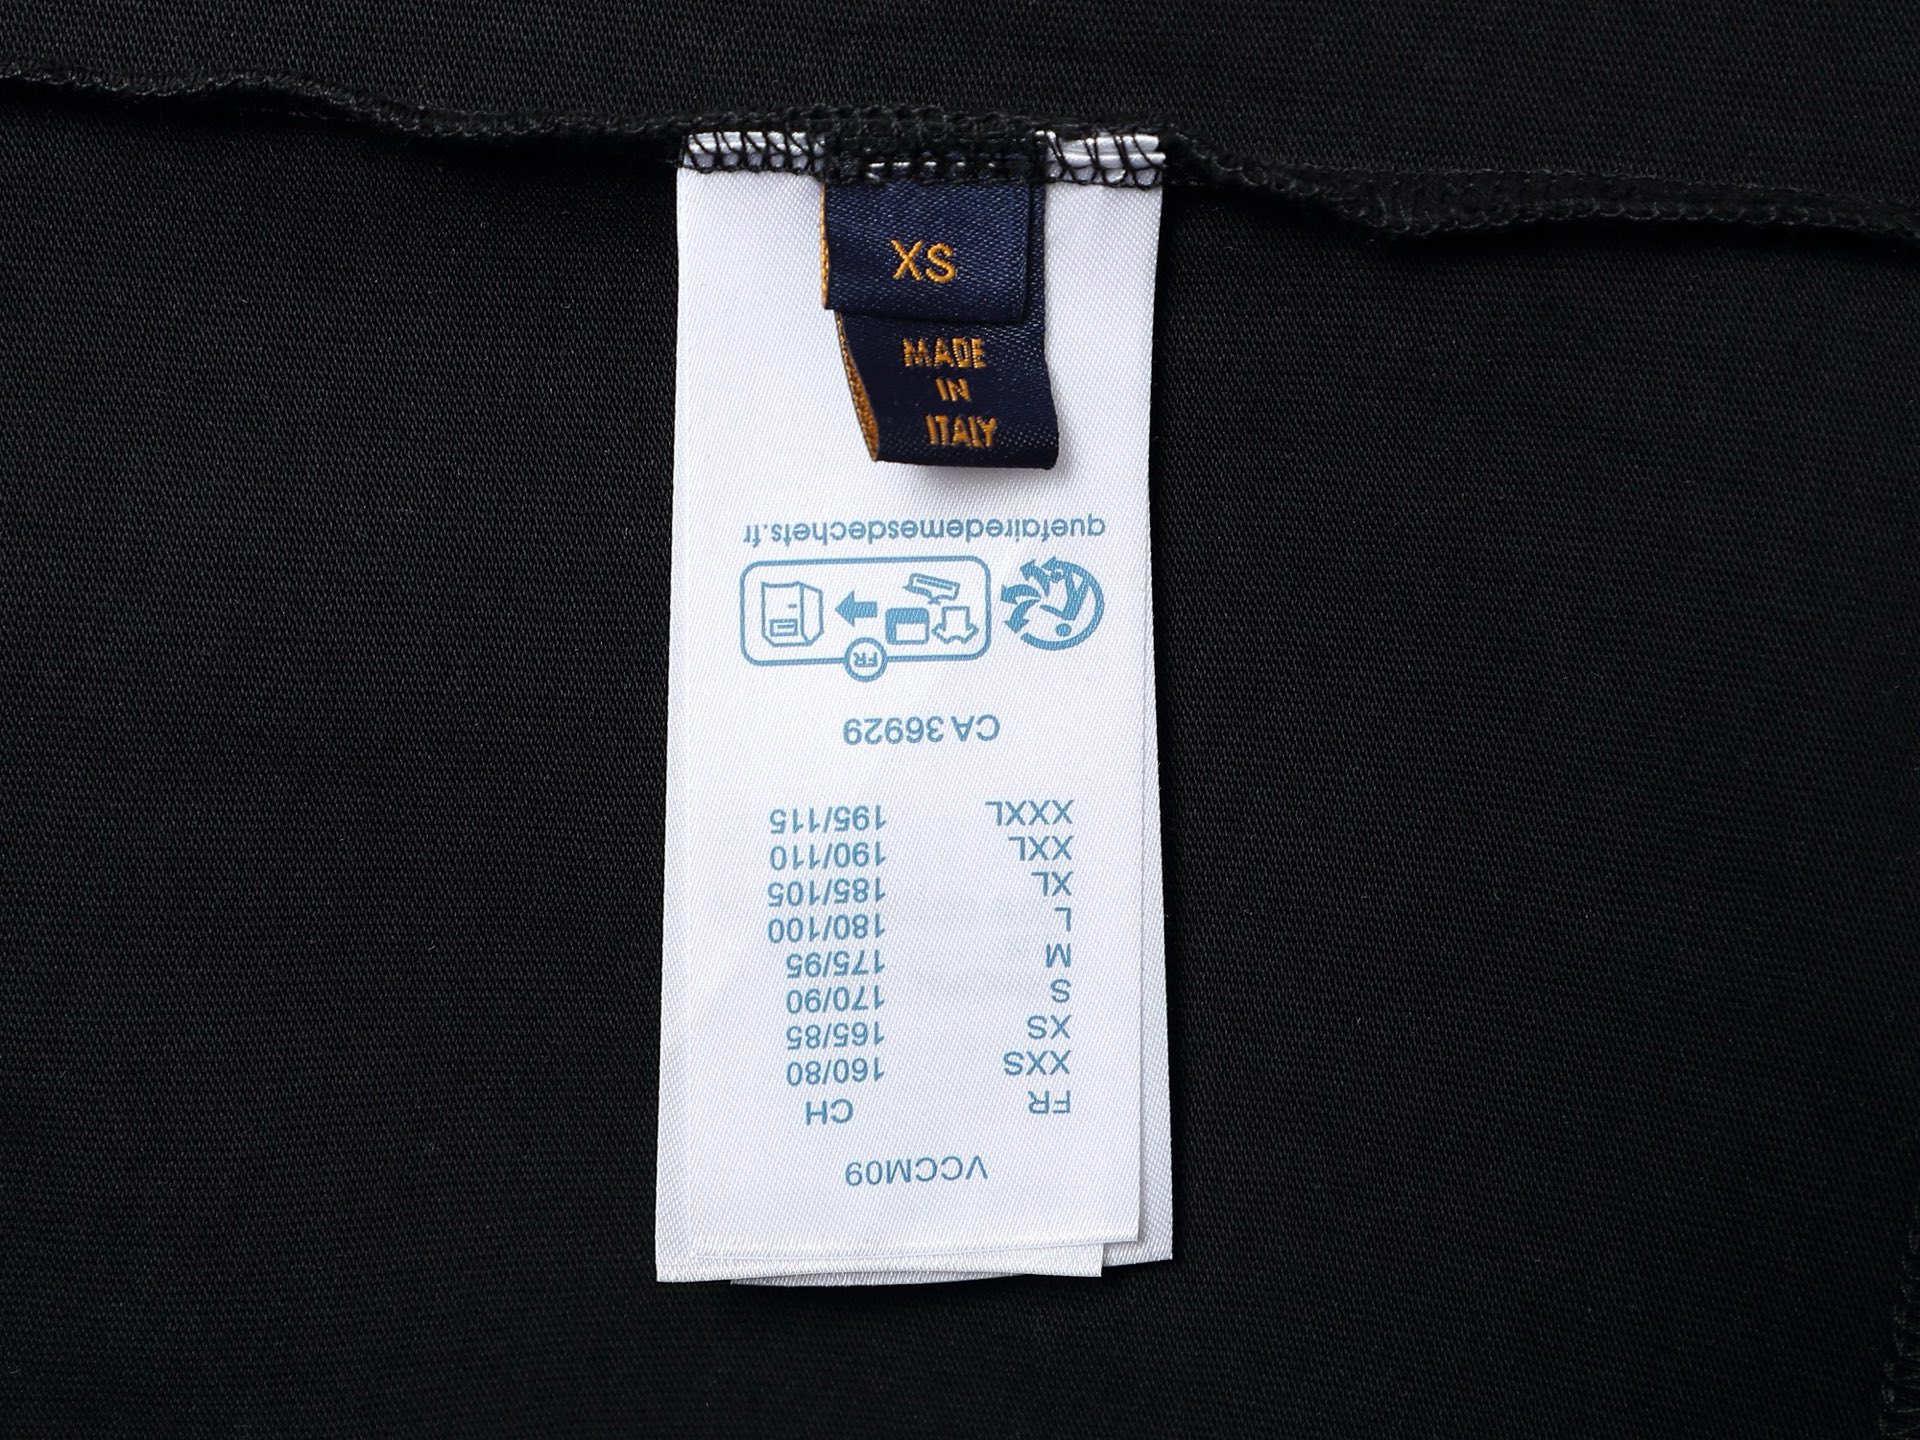 XS
MADE
IN
ITALY
VCCM09
FR CH
XXS 160/80
XS 165/85
S 170/90
M 175/95
L 180/100
XL 185/105
XXL 190/110
XXXL 195/115
CA 36929
FR
quefairedemesdechets.fr